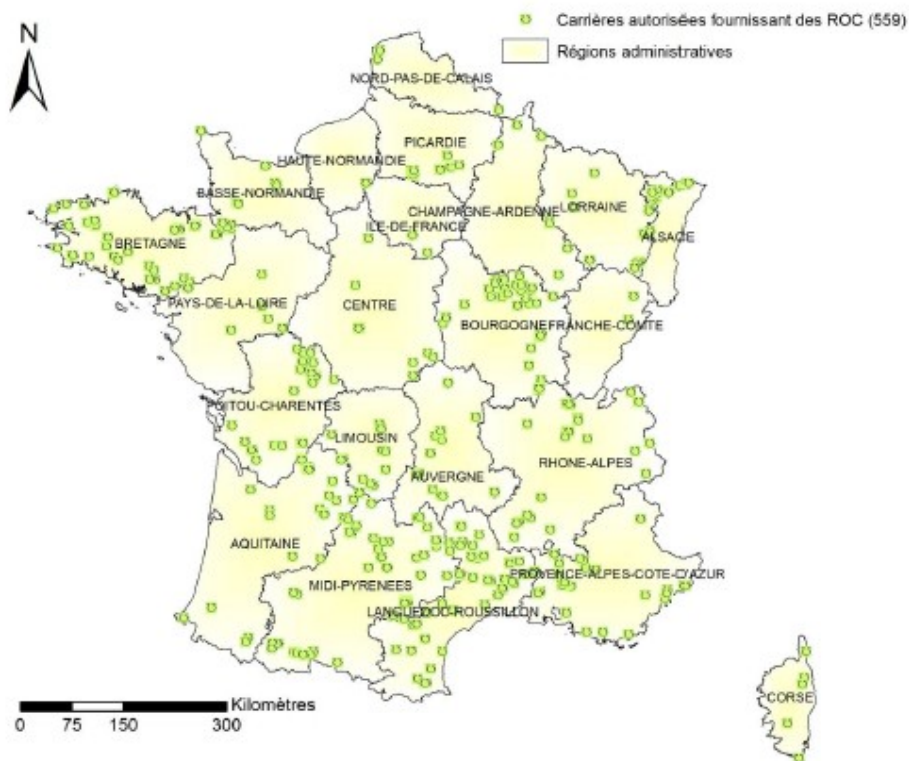 Carrières autorisées fournissant des ROC (559)
Régions administratives
N
NORD-PAS-DE-CALAIS
PICARDIE
HAUTE-NORMANDIE
BASSE-NORMANDIE
CHAMPAGNE-ARDENNE
LORRAINE
ILE-DE-FRANCE
ALSACE
BRETAGNE
PAYS-DE-LA-LOIRE
CENTRE
BOURGOGNE
FRANCHE-COMTE
POITOU-CHARENTES
LIMOUSIN
AUVERGNE
RHONE-ALPES
AQUITAINE
MIDI-PYRENEES
PROVENCE-ALPES-COTE-D'AZUR
LANGUEDOC-ROUSSILLON
CORSE
Kilomètres
0 75 150 300